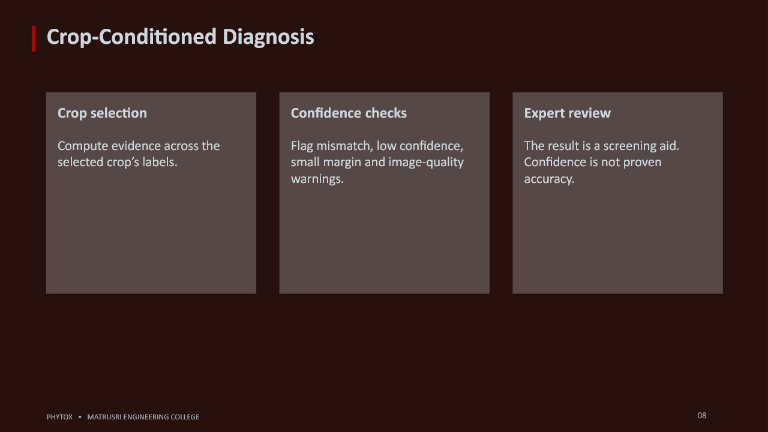 Crop-Conditioned Diagnosis
Crop selection
Compute evidence across the
selected crop’s labels.
Confidence checks
Flag mismatch, low confidence,
small margin and image-quality
warnings.
Expert review
The result is a screening aid.
Confidence is not proven
accuracy.
PHYTOX • MATRUSRI ENGINEERING COLLEGE
08